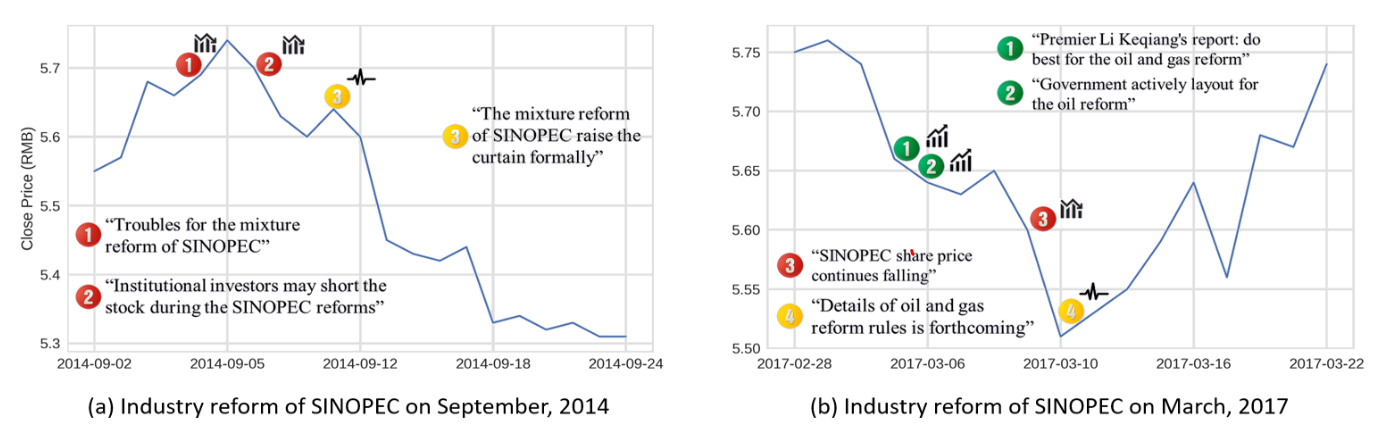 Close Price (RMB)
5.7
5.6
5.5
5.4
5.3
2014-09-02
2014-09-05
2014-09-12
2014-09-18
2014-09-24
1
2
3
3
"The mixture reform
of SINOPEC raise the
curtain formally"
1
"Troubles for the mixture
reform of SINOPEC"
2
"Institutional investors may short the
stock during the SINOPEC reforms"
(a) Industry reform of SINOPEC on September, 2014
5.75
5.70
5.65
5.60
5.55
5.50
2017-02-28
2017-03-06
2017-03-10
2017-03-16
2017-03-22
1
"Premier Li Keqiang's report: do
best for the oil and gas reform"
2
"Government actively layout for
the oil reform"
1
2
3
4
3
"SINOPEC share price
continues falling"
4
"Details of oil and gas
reform rules is forthcoming"
(b) Industry reform of SINOPEC on March, 2017